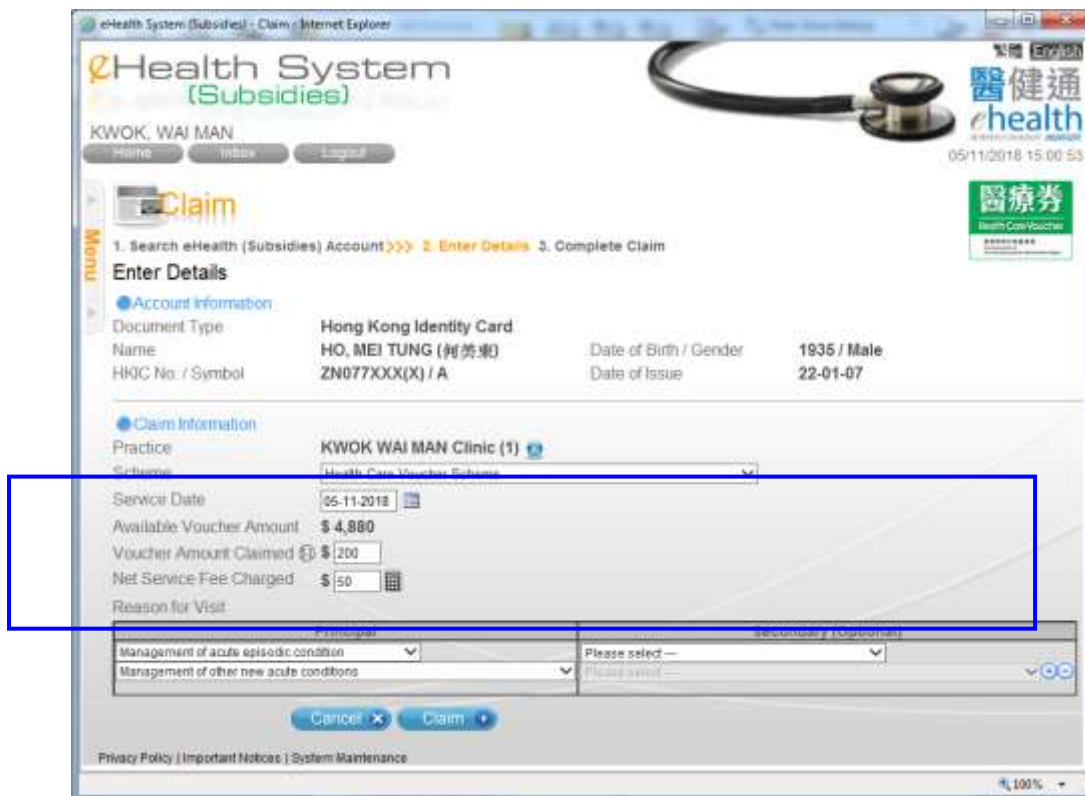 eHealth System (Subsidies) - Claim - Internet Explorer
eHealth System
(Subsidies)
繁體 English
醫健通
ehealth
KWOK, WAI MAN
Home Inbox Logout
05/11/2018 15:00:53
Claim
醫療券
Health Care Voucher
Menu
1. Search eHealth (Subsidies) Account >>> 2. Enter Details 3. Complete Claim
Enter Details
Account Information
Document Type Hong Kong Identity Card
Name HO, MEI TUNG (何美東) Date of Birth / Gender 1935 / Male
HKIC No. / Symbol ZN077XXX(X) / A Date of Issue 22-01-07
Claim Information
Practice KWOK WAI MAN Clinic (1)
Scheme Health Care Voucher Scheme
Service Date 05-11-2018
Available Voucher Amount $ 4,880
Voucher Amount Claimed $ 200
Net Service Fee Charged $ 50
Reason for Visit
Principal Secondary (Optional)
Management of acute episodic condition Please select ---
Management of other new acute conditions Please select ---
Cancel Claim
Privacy Policy | Important Notices | System Maintenance
100%